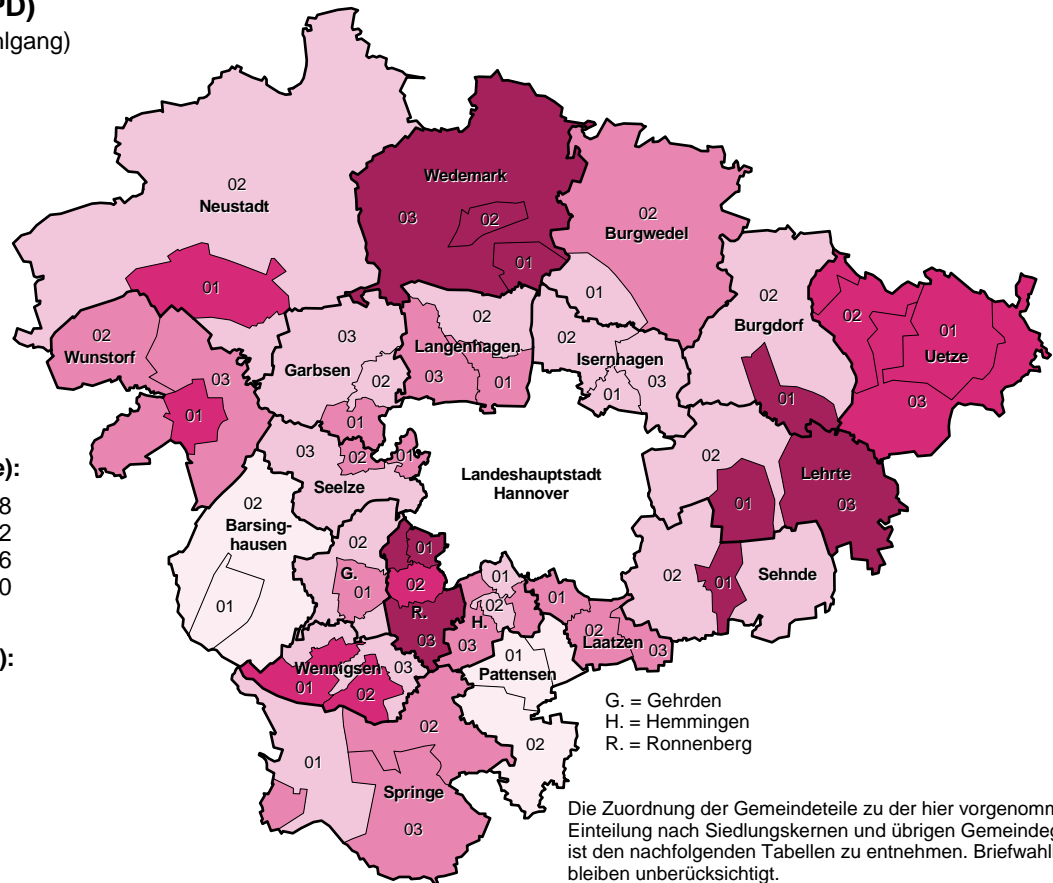 PD)
hlgang)
02
Neustadt
01
Wedemark
03
02
01
02
Burgwedel
01
02
Burgdorf
01
02
01
Uetze
03
02
Wunstorf
03
01
03
Garbsen
02
01
02
Langenhagen
03
01
02
Isernhagen
03
01
03
02
01
Seelze
Landeshauptstadt
Hannover
02
Lehrte
01
03
e):
8
2
6
0
02
Barsing-
hausen
01
02
G.
01
01
02
R.
03
01
02
H.
03
01
02
Laatzen
03
02
01
Sehnde
):
Wennigsen
03
01
02
01
Pattensen
02
G. = Gehrden
H. = Hemmingen
R. = Ronnenberg
02
01
Springe
03
Die Zuordnung der Gemeindeteile zu der hier vorgenomm
Einteilung nach Siedlungskernen und übrigen Gemeindeg
ist den nachfolgenden Tabellen zu entnehmen. Briefwahls
bleiben unberücksichtigt.